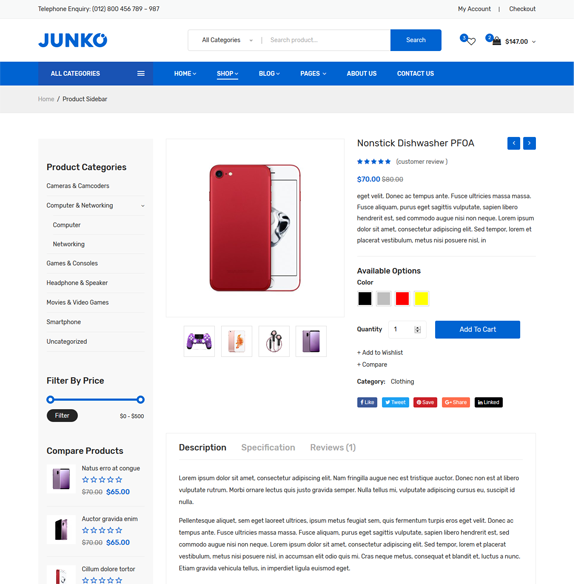 Telephone Enquiry: (012) 800 456 789 – 987
My Account | Checkout
JUNKO
All Categories | Search product... Search
3 2 $147.00
ALL CATEGORIES HOME SHOP BLOG PAGES ABOUT US CONTACT US
Home / Product Sidebar
Product Categories
Cameras & Camcoders
Computer & Networking
Computer
Networking
Games & Consoles
Headphone & Speaker
Movies & Video Games
Smartphone
Uncategorized
Filter By Price
Filter $0 - $500
Compare Products
Natus erro at congue
$70.00 $65.00
Auctor gravida enim
$70.00 $65.00
Cillum dolore tortor
Nonstick Dishwasher PFOA
(customer review )
$70.00 $80.00
eget velit. Donec ac tempus ante. Fusce ultricies massa massa.
Fusce aliquam, purus eget sagittis vulputate, sapien libero
hendrerit est, sed commodo augue nisi non neque. Lorem ipsum
dolor sit amet, consectetur adipiscing elit. Sed tempor, lorem et
placerat vestibulum, metus nisi posuere nisl, in
Available Options
Color
Quantity 1 Add To Cart
+ Add to Wishlist
+ Compare
Category: Clothing
Like Tweet Save Share Linked
Description Specification Reviews (1)
Lorem ipsum dolor sit amet, consectetur adipiscing elit. Nam fringilla augue nec est tristique auctor. Donec non est at libero
vulputate rutrum. Morbi ornare lectus quis justo gravida semper. Nulla tellus mi, vulputate adipiscing cursus eu, suscipit id
nulla.
Pellentesque aliquet, sem eget laoreet ultrices, ipsum metus feugiat sem, quis fermentum turpis eros eget velit. Donec ac
tempus ante. Fusce ultricies massa massa. Fusce aliquam, purus eget sagittis vulputate, sapien libero hendrerit est, sed
commodo augue nisi non neque. Lorem ipsum dolor sit amet, consectetur adipiscing elit. Sed tempor, lorem et placerat
vestibulum, metus nisi posuere nisl, in accumsan elit odio quis mi. Cras neque metus, consequat et blandit et, luctus a nunc.
Etiam gravida vehicula tellus, in imperdiet ligula euismod eget.